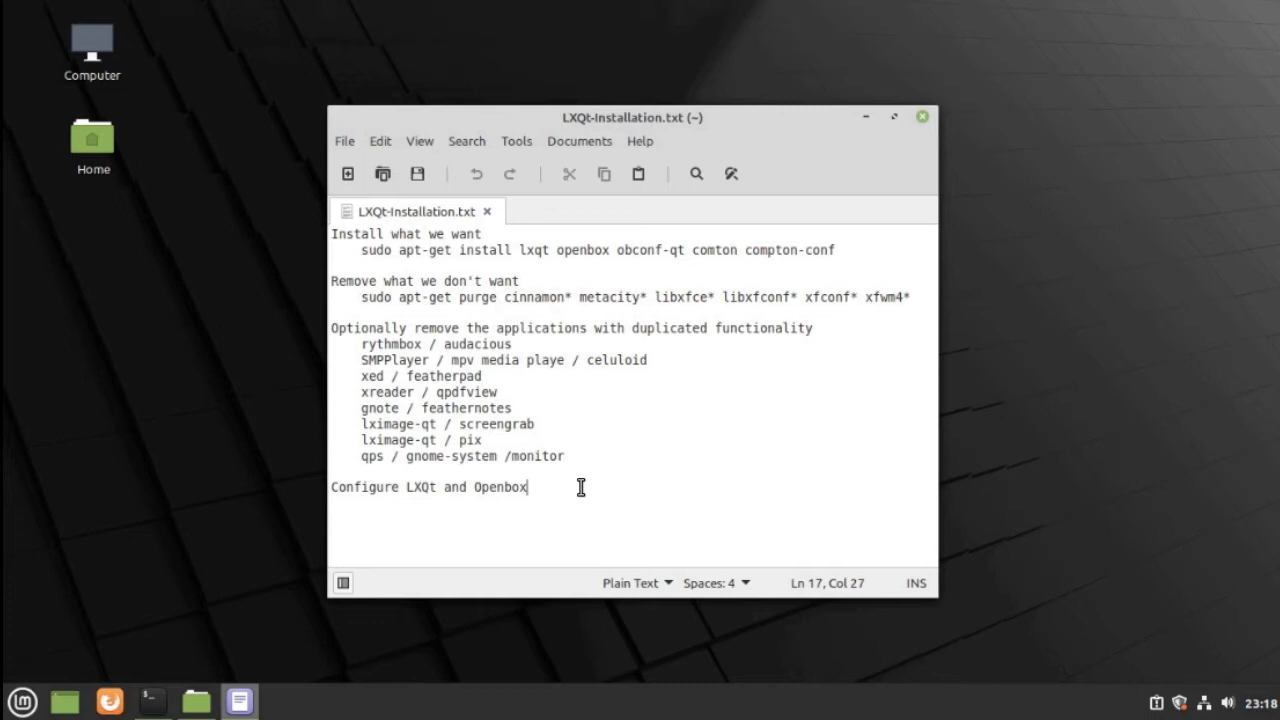 Computer
Home
LXQt-Installation.txt (~)
File Edit View Search Tools Documents Help
LXQt-Installation.txt
Install what we want
sudo apt-get install lxqt openbox obconf-qt comton compton-conf
Remove what we don't want
sudo apt-get purge cinnamon* metacity* libxfce* libxfconf* xfconf* xfwm4*
Optionally remove the applications with duplicated functionality
rythmbox / audacious
SMPPlayer / mpv media playe / celuloid
xed / featherpad
xreader / qpdfview
gnote / feathernotes
lximage-qt / screengrab
lximage-qt / pix
qps / gnome-system /monitor
Configure LXQt and Openbox
Plain Text Spaces: 4 Ln 17, Col 27 INS
23:18